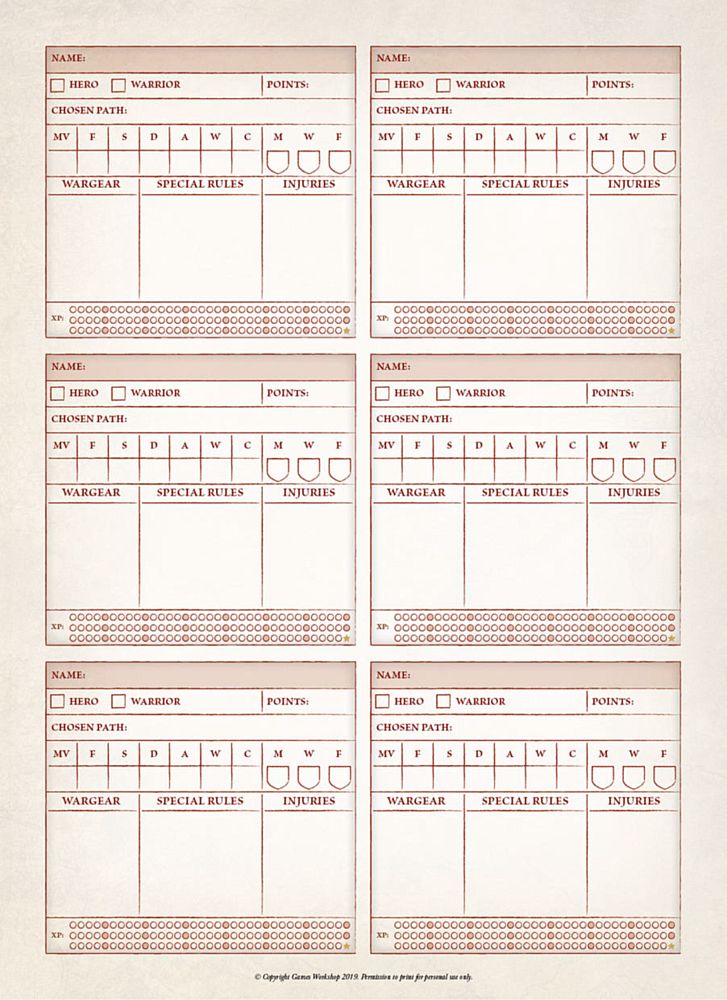 NAME:
HERO WARRIOR POINTS:
CHOSEN PATH:
MV F S D A W C M W F
WARGEAR SPECIAL RULES INJURIES
XP:
NAME:
HERO WARRIOR POINTS:
CHOSEN PATH:
MV F S D A W C M W F
WARGEAR SPECIAL RULES INJURIES
XP:
NAME:
HERO WARRIOR POINTS:
CHOSEN PATH:
MV F S D A W C M W F
WARGEAR SPECIAL RULES INJURIES
XP:
NAME:
HERO WARRIOR POINTS:
CHOSEN PATH:
MV F S D A W C M W F
WARGEAR SPECIAL RULES INJURIES
XP:
NAME:
HERO WARRIOR POINTS:
CHOSEN PATH:
MV F S D A W C M W F
WARGEAR SPECIAL RULES INJURIES
XP:
NAME:
HERO WARRIOR POINTS:
CHOSEN PATH:
MV F S D A W C M W F
WARGEAR SPECIAL RULES INJURIES
XP:
© Copyright Games Workshop 2019. Permission to print for personal use only.